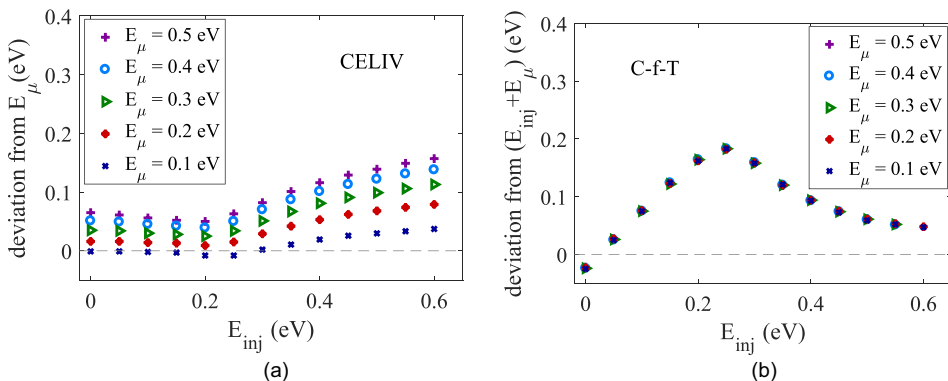 deviation from E_μ (eV)
0.4
0.3
0.2
0.1
0
E_μ = 0.5 eV
E_μ = 0.4 eV
E_μ = 0.3 eV
E_μ = 0.2 eV
E_μ = 0.1 eV
CELIV
0 0.2 0.4 0.6
E_inj (eV)
(a)
deviation from (E_inj+E_μ) (eV)
0.4
0.3
0.2
0.1
0
C-f-T
E_μ = 0.5 eV
E_μ = 0.4 eV
E_μ = 0.3 eV
E_μ = 0.2 eV
E_μ = 0.1 eV
0 0.2 0.4 0.6
E_inj (eV)
(b)